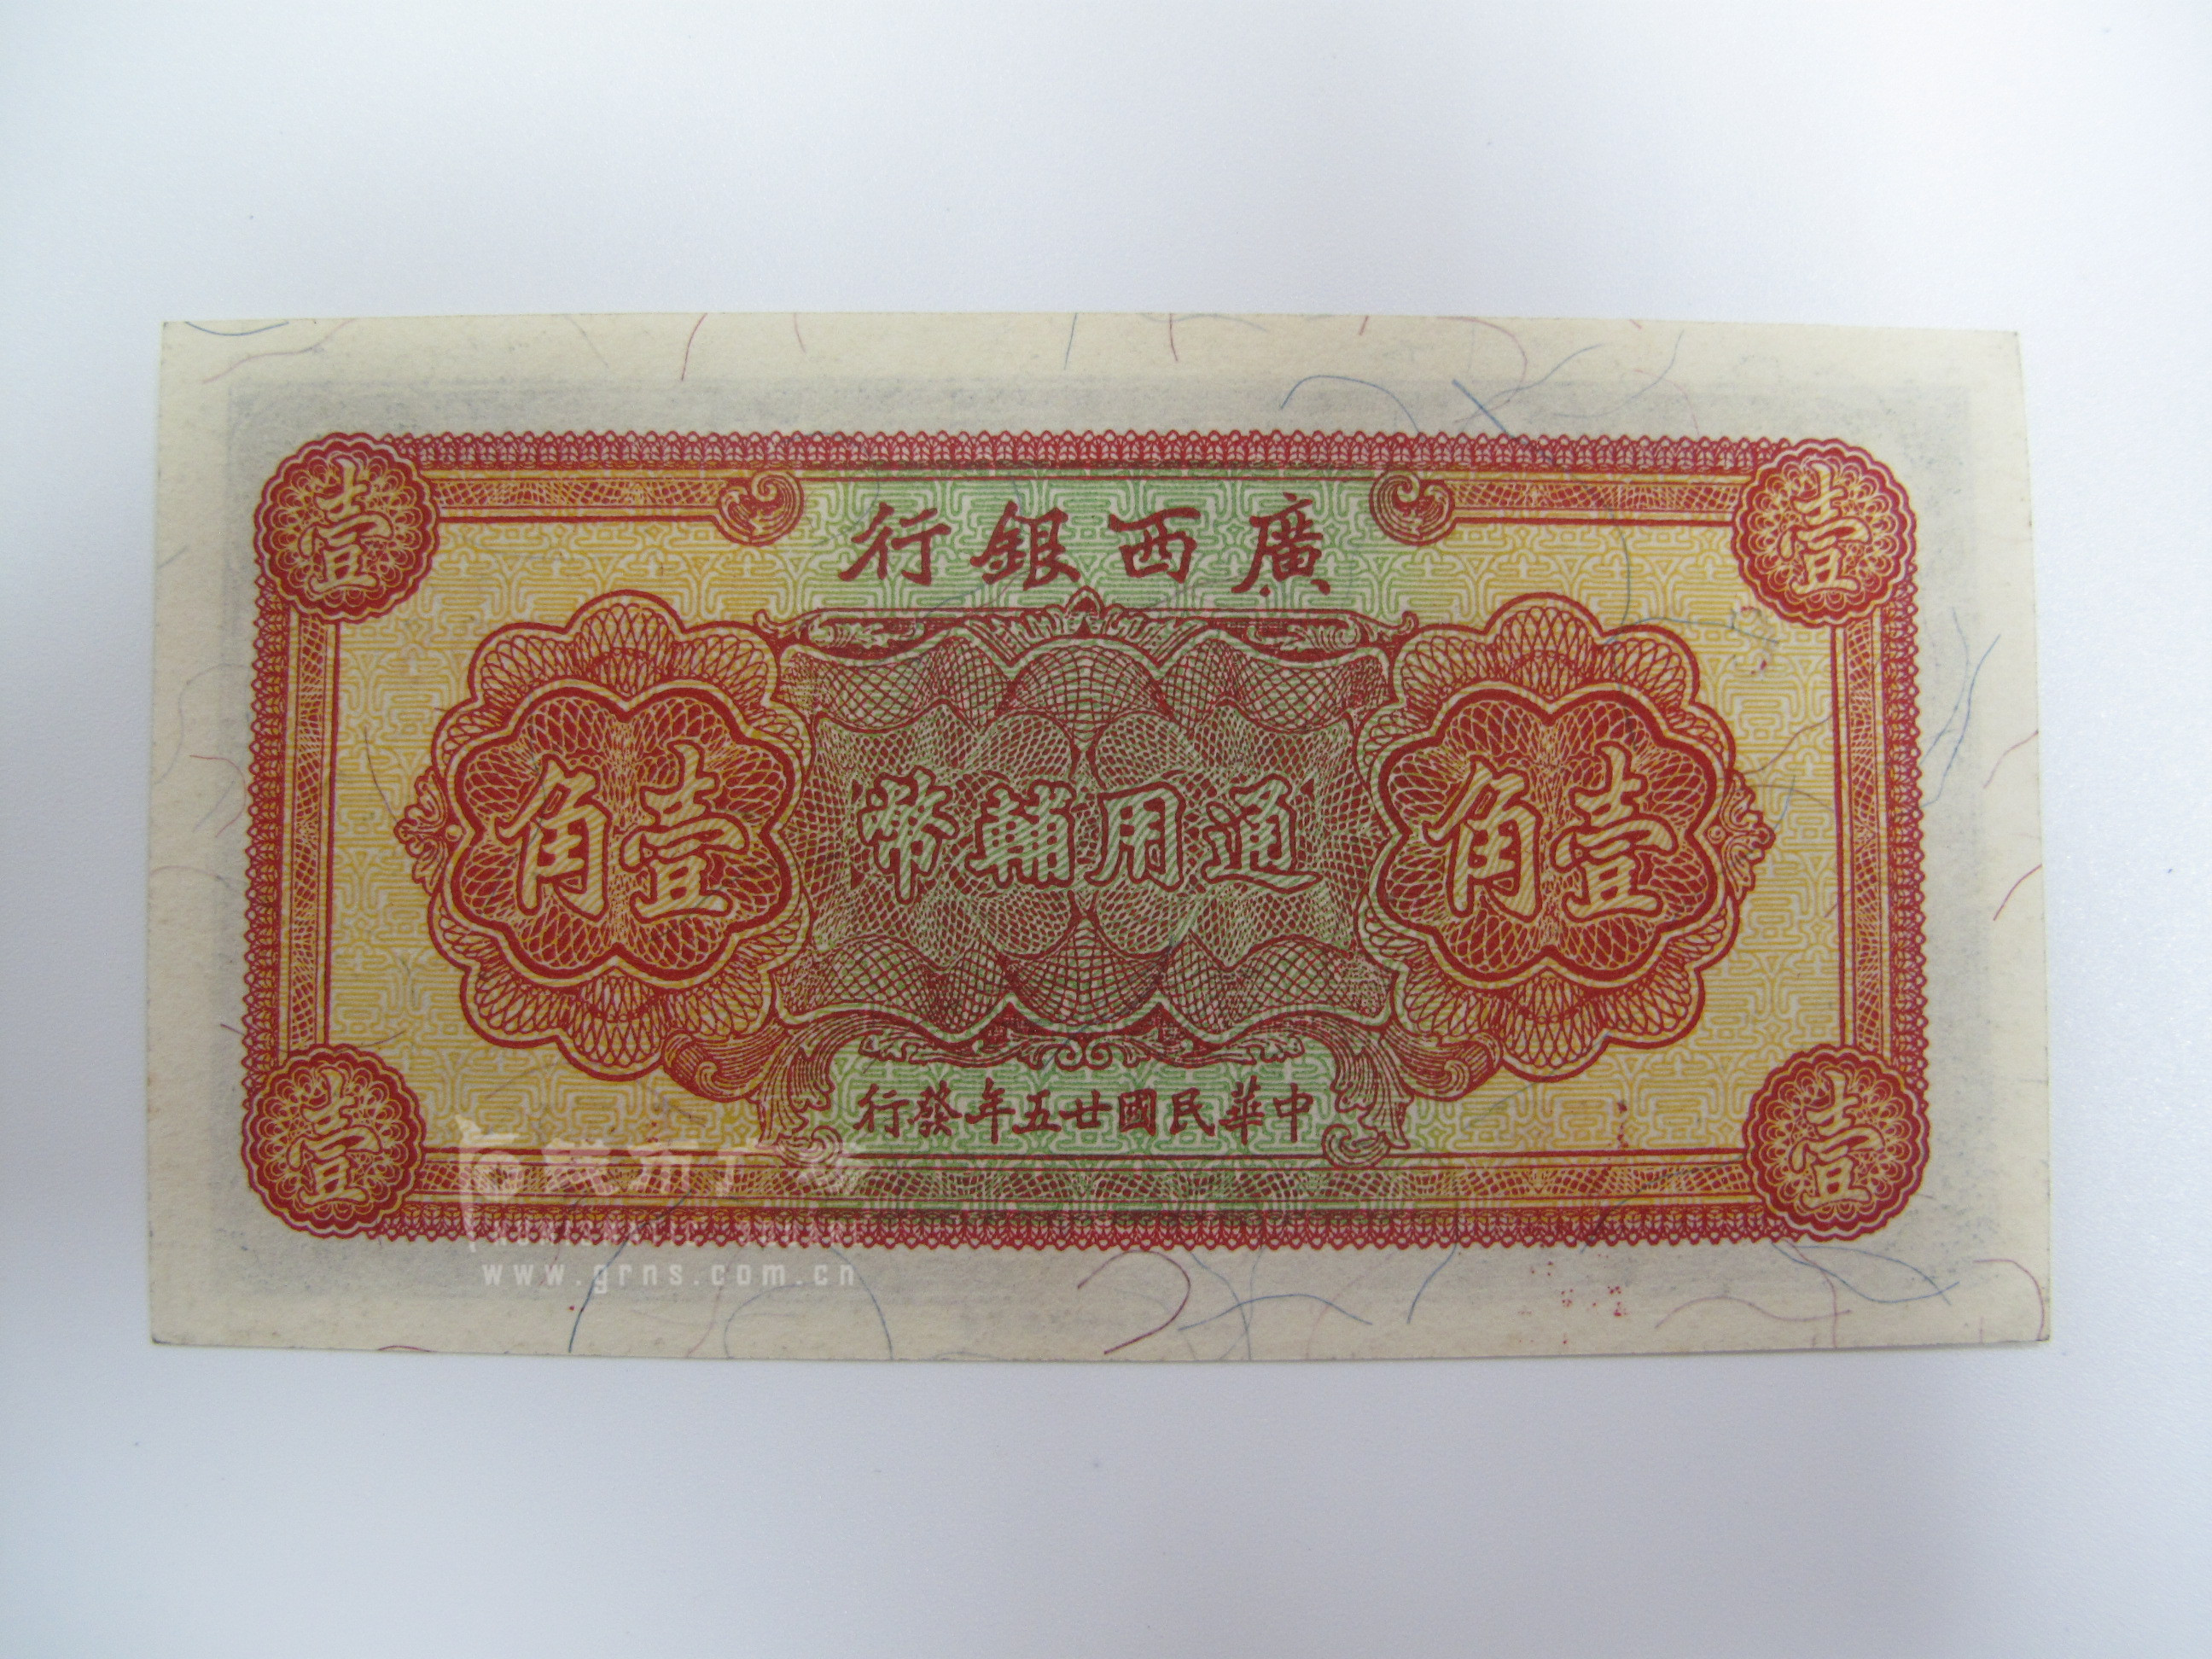 廣西銀行
壹 壹
壹角 通用輔幣 壹角
中華民國廿五年發行
壹 壹
www.grns.com.cn